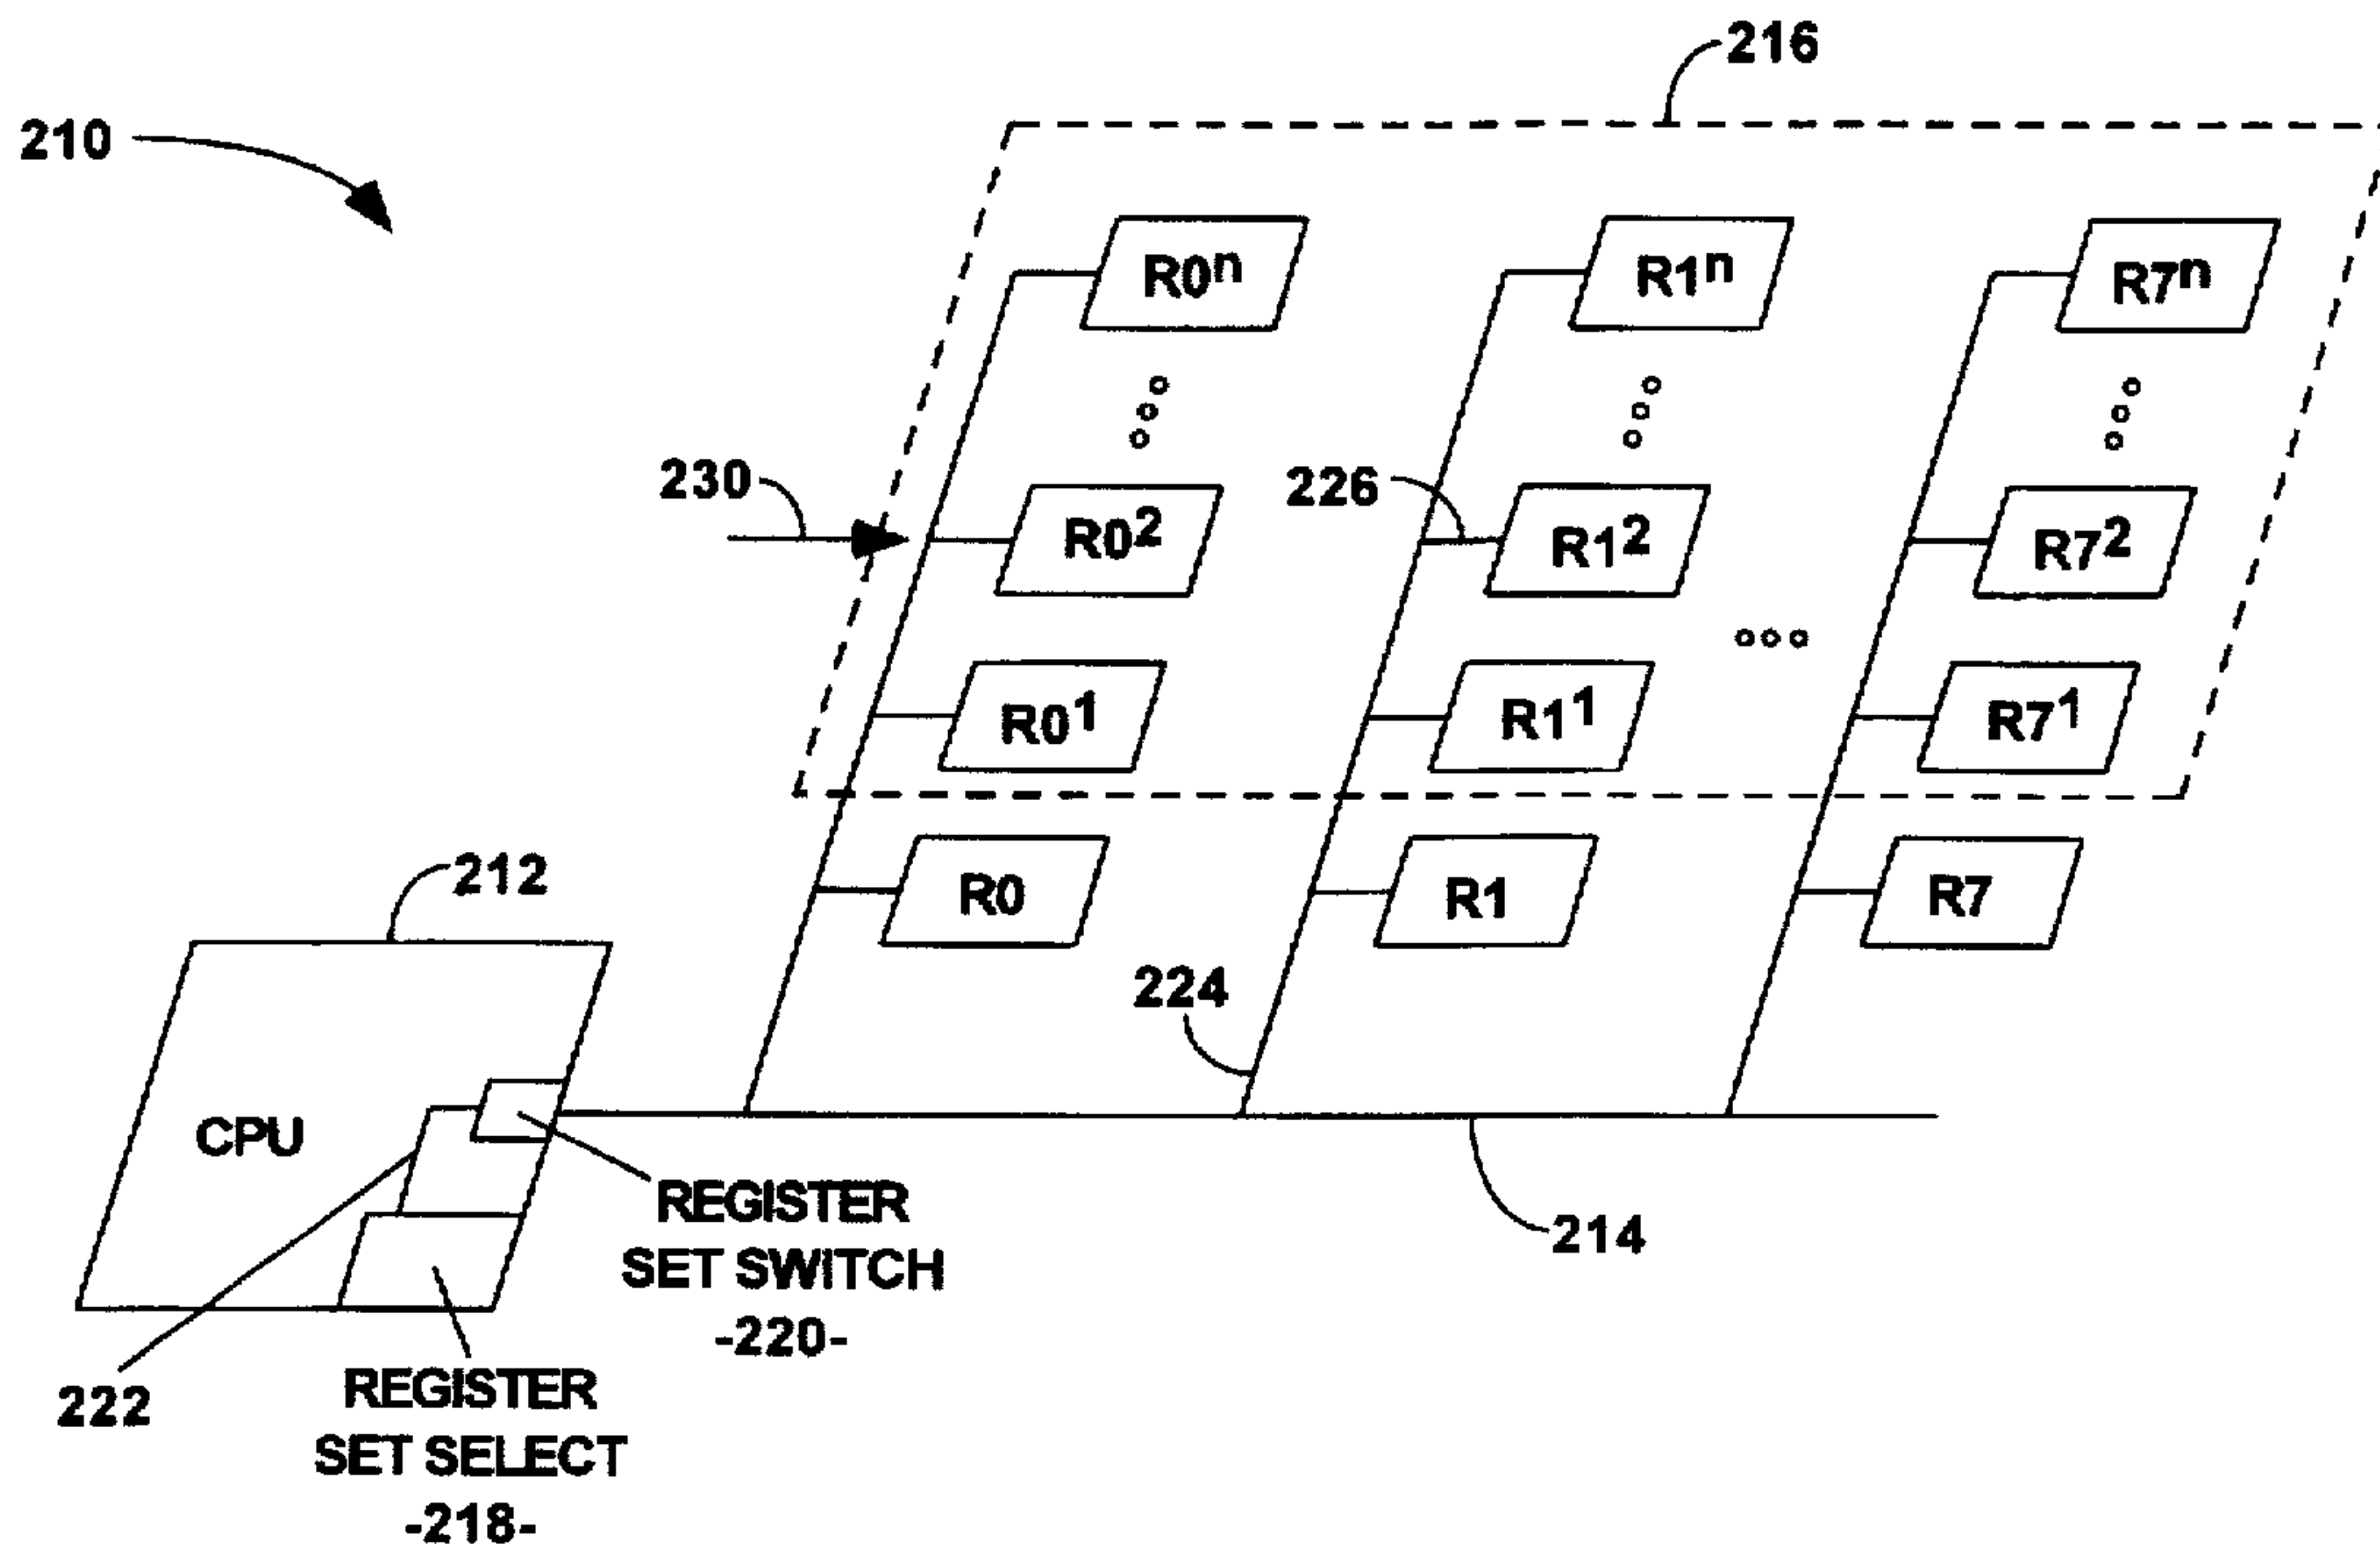 216
210
R0ⁿ R1ⁿ R7ⁿ
230 226
R0² R1² R7²
R0¹ R1¹ R7¹
212
R0 R1 R7
224
CPU
REGISTER
SET SWITCH
-220-
214
222
REGISTER
SET SELECT
-218-